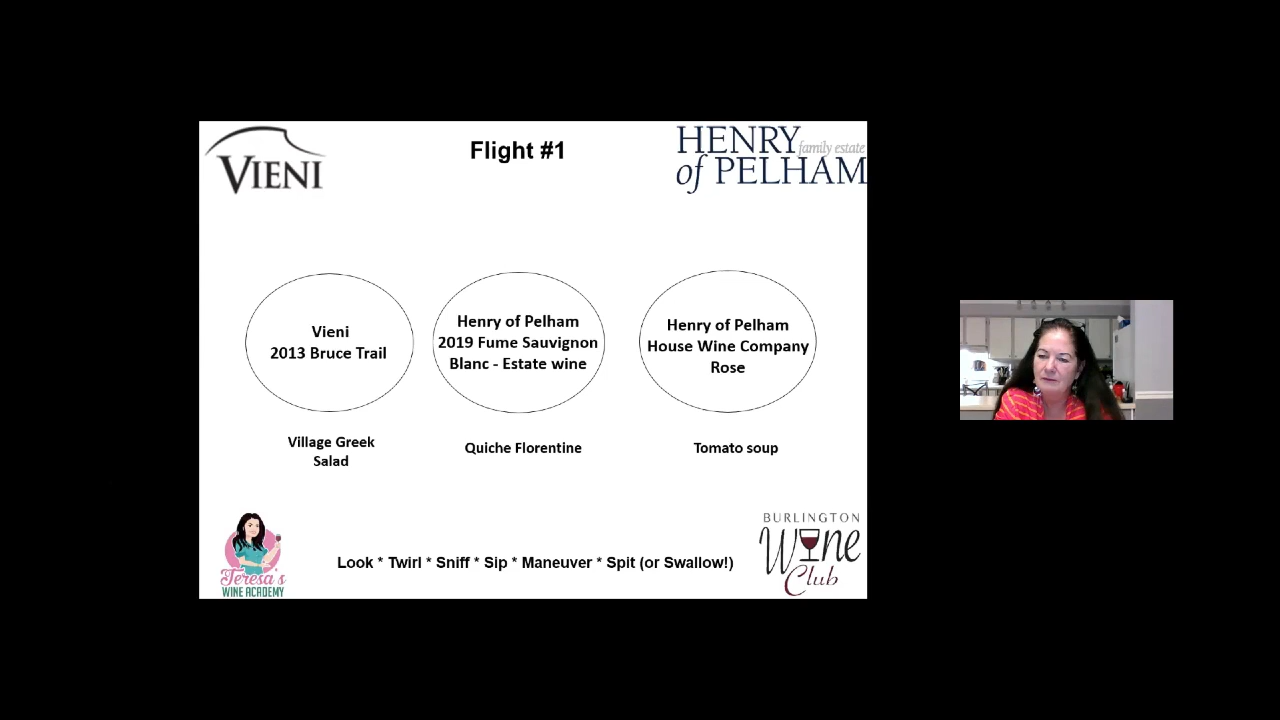 VIENI
Flight #1
HENRY family estate
of PELHAM
Vieni
2013 Bruce Trail
Henry of Pelham
2019 Fume Sauvignon
Blanc - Estate wine
Henry of Pelham
House Wine Company
Rose
Village Greek
Salad
Quiche Florentine
Tomato soup
Teresa's
WINE ACADEMY
Look * Twirl * Sniff * Sip * Maneuver * Spit (or Swallow!)
BURLINGTON
Wine
Club